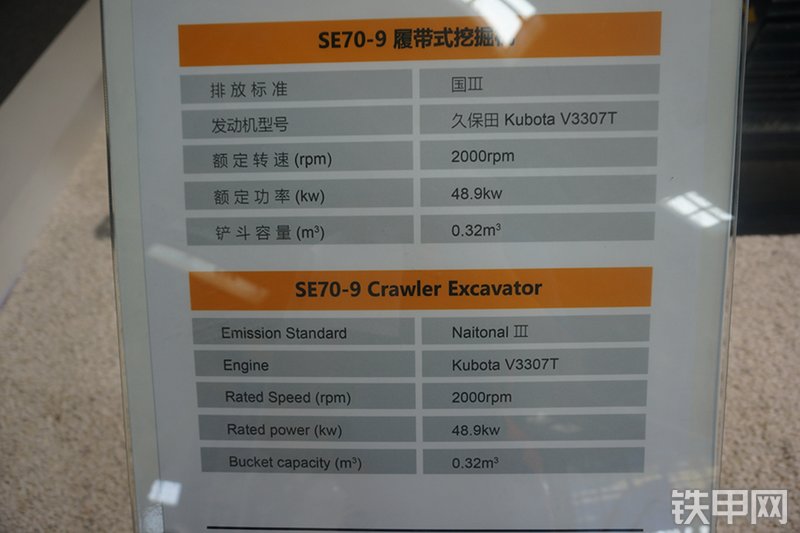 SE70-9 履带式挖掘
排放标准 国Ⅲ
发动机型号 久保田 Kubota V3307T
额定转速 (rpm) 2000rpm
额定功率 (kw) 48.9kw
铲斗容量 (m³) 0.32m³
SE70-9 Crawler Excavator
Emission Standard Naitonal Ⅲ
Engine Kubota V3307T
Rated Speed (rpm) 2000rpm
Rated power (kw) 48.9kw
Bucket capacity (m³) 0.32m³
铁甲网